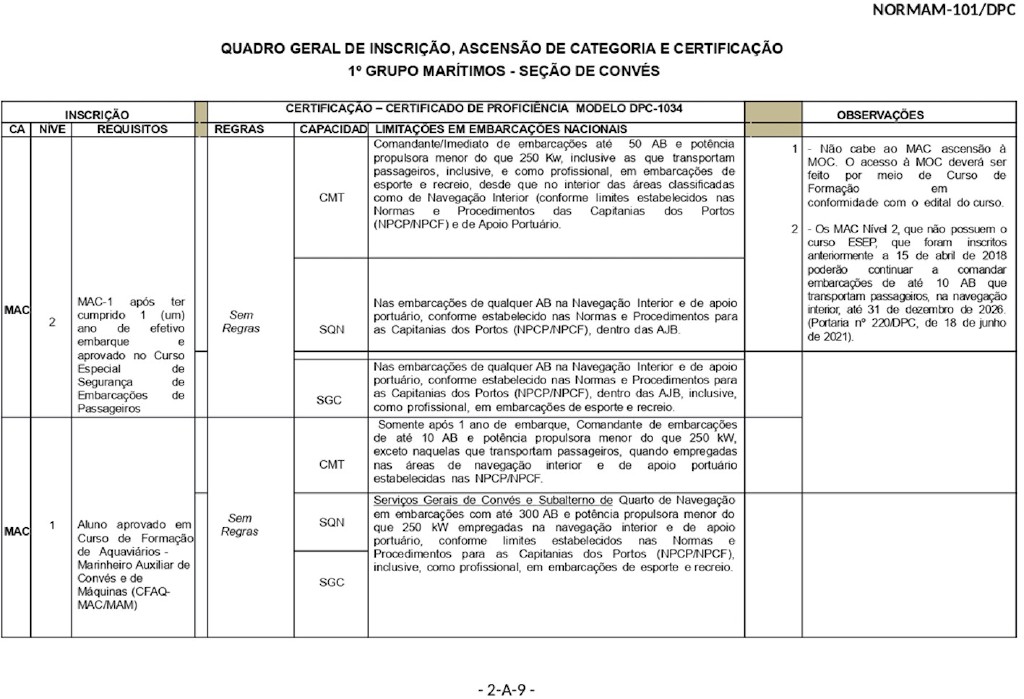 NORMAM-101/DPC
QUADRO GERAL DE INSCRIÇÃO, ASCENSÃO DE CATEGORIA E CERTIFICAÇÃO
1º GRUPO MARÍTIMOS - SEÇÃO DE CONVÉS
INSCRIÇÃO
CERTIFICAÇÃO – CERTIFICADO DE PROFICIÊNCIA MODELO DPC-1034
OBSERVAÇÕES
CA NIVE REQUISITOS REGRAS CAPACIDAD LIMITAÇÕES EM EMBARCAÇÕES NACIONAIS
MAC
2
MAC-1 após ter
cumprido 1 (um)
ano de efetivo
embarque e
aprovado no Curso
Especial de
Segurança de
Embarcações de
Passageiros
Sem
Regras
CMT
Comandante/Imediato de embarcações até 50 AB e potência
propulsora menor do que 250 Kw, inclusive as que transportam
passageiros, inclusive, e como profissional, em embarcações de
esporte e recreio, desde que no interior das áreas classificadas
como de Navegação Interior (conforme limites estabelecidos nas
Normas e Procedimentos das Capitanias dos Portos
(NPCP/NPCF) e de Apoio Portuário.
SQN
Nas embarcações de qualquer AB na Navegação Interior e de apoio
portuário, conforme estabelecido nas Normas e Procedimentos para
as Capitanias dos Portos (NPCP/NPCF), dentro das AJB.
SGC
Nas embarcações de qualquer AB na Navegação Interior e de apoio
portuário, conforme estabelecido nas Normas e Procedimentos para
as Capitanias dos Portos (NPCP/NPCF), dentro das AJB, inclusive,
como profissional, em embarcações de esporte e recreio.
1 - Não cabe ao MAC ascensão à
MOC. O acesso à MOC deverá ser
feito por meio de Curso de
Formação em
conformidade com o edital do curso.
2 - Os MAC Nível 2, que não possuem o
curso ESEP, que foram inscritos
anteriormente a 15 de abril de 2018
poderão continuar a comandar
embarcações de até 10 AB que
transportam passageiros, na navegação
interior, até 31 de dezembro de 2026.
(Portaria nº 220/DPC, de 18 de junho
de 2021).
MAC
1
Aluno aprovado em
Curso de Formação
de Aquaviários -
Marinheiro Auxiliar de
Convés e de
Máquinas (CFAQ-
MAC/MAM)
Sem
Regras
CMT
Somente após 1 ano de embarque, Comandante de embarcações
de até 10 AB e potência propulsora menor do que 250 kW,
exceto naquelas que transportam passageiros, quando empregadas
nas áreas de navegação interior e de apoio portuário
estabelecidas nas NPCP/NPCF.
SQN
SGC
Serviços Gerais de Convés e Subalterno de Quarto de Navegação
em embarcações com até 300 AB e potência propulsora menor do
que 250 kW empregadas na navegação interior e de apoio
portuário, conforme limites estabelecidos nas Normas e
Procedimentos para as Capitanias dos Portos (NPCP/NPCF),
inclusive, como profissional, em embarcações de esporte e recreio.
- 2-A-9 -